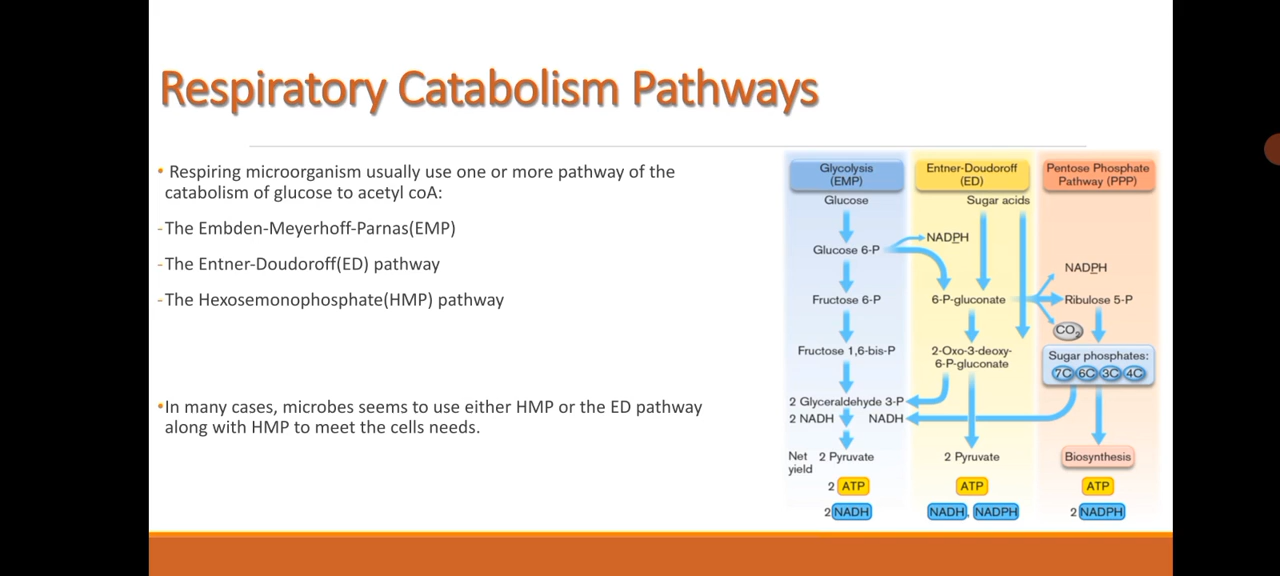 Respiratory Catabolism Pathways
• Respiring microorganism usually use one or more pathway of the
catabolism of glucose to acetyl coA:
-The Embden-Meyerhoff-Parnas(EMP)
-The Entner-Doudoroff(ED) pathway
-The Hexosemonophosphate(HMP) pathway
•In many cases, microbes seems to use either HMP or the ED pathway
along with HMP to meet the cells needs.
Glycolysis
(EMP)
Glucose
Glucose 6-P
Fructose 6-P
Fructose 1,6-bis-P
2 Glyceraldehyde 3-P
2 NADH
NADH
Net
yield
2 Pyruvate
2 ATP
2 NADH
Entner-Doudoroff
(ED)
Sugar acids
NADPH
6-P-gluconate
2-Oxo-3-deoxy-
6-P-gluconate
2 Pyruvate
ATP
NADH, NADPH
Pentose Phosphate
Pathway (PPP)
NADPH
Ribulose 5-P
CO2
Sugar phosphates:
7C 6C 3C 4C
Biosynthesis
ATP
2 NADPH